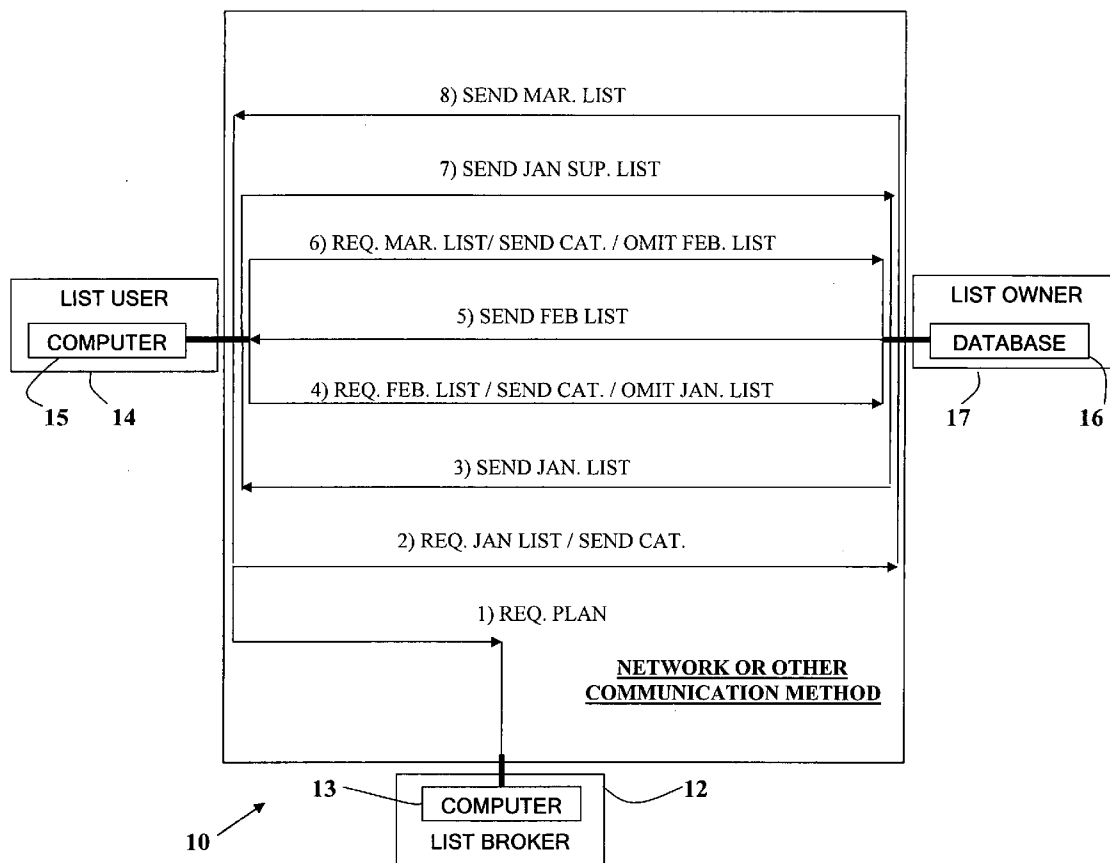 8) SEND MAR. LIST
7) SEND JAN SUP. LIST
6) REQ. MAR. LIST/ SEND CAT. / OMIT FEB. LIST
LIST USER
COMPUTER
15
14
5) SEND FEB LIST
LIST OWNER
DATABASE
17
16
4) REQ. FEB. LIST / SEND CAT. / OMIT JAN. LIST
3) SEND JAN. LIST
2) REQ. JAN LIST / SEND CAT.
1) REQ. PLAN
NETWORK OR OTHER
COMMUNICATION METHOD
13
12
COMPUTER
LIST BROKER
10